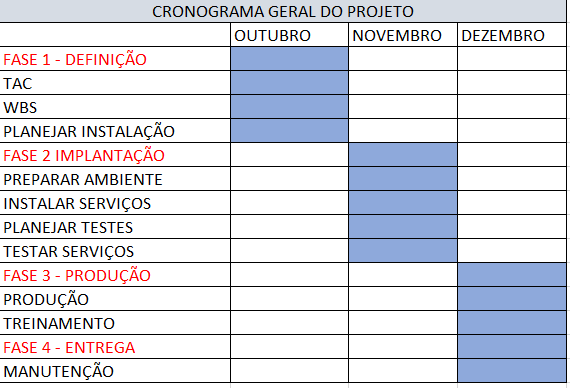 CRONOGRAMA GERAL DO PROJETO
OUTUBRO NOVEMBRO DEZEMBRO
FASE 1 - DEFINIÇÃO
TAC
WBS
PLANEJAR INSTALAÇÃO
FASE 2 IMPLANTAÇÃO
PREPARAR AMBIENTE
INSTALAR SERVIÇOS
PLANEJAR TESTES
TESTAR SERVIÇOS
FASE 3 - PRODUÇÃO
PRODUÇÃO
TREINAMENTO
FASE 4 - ENTREGA
MANUTENÇÃO